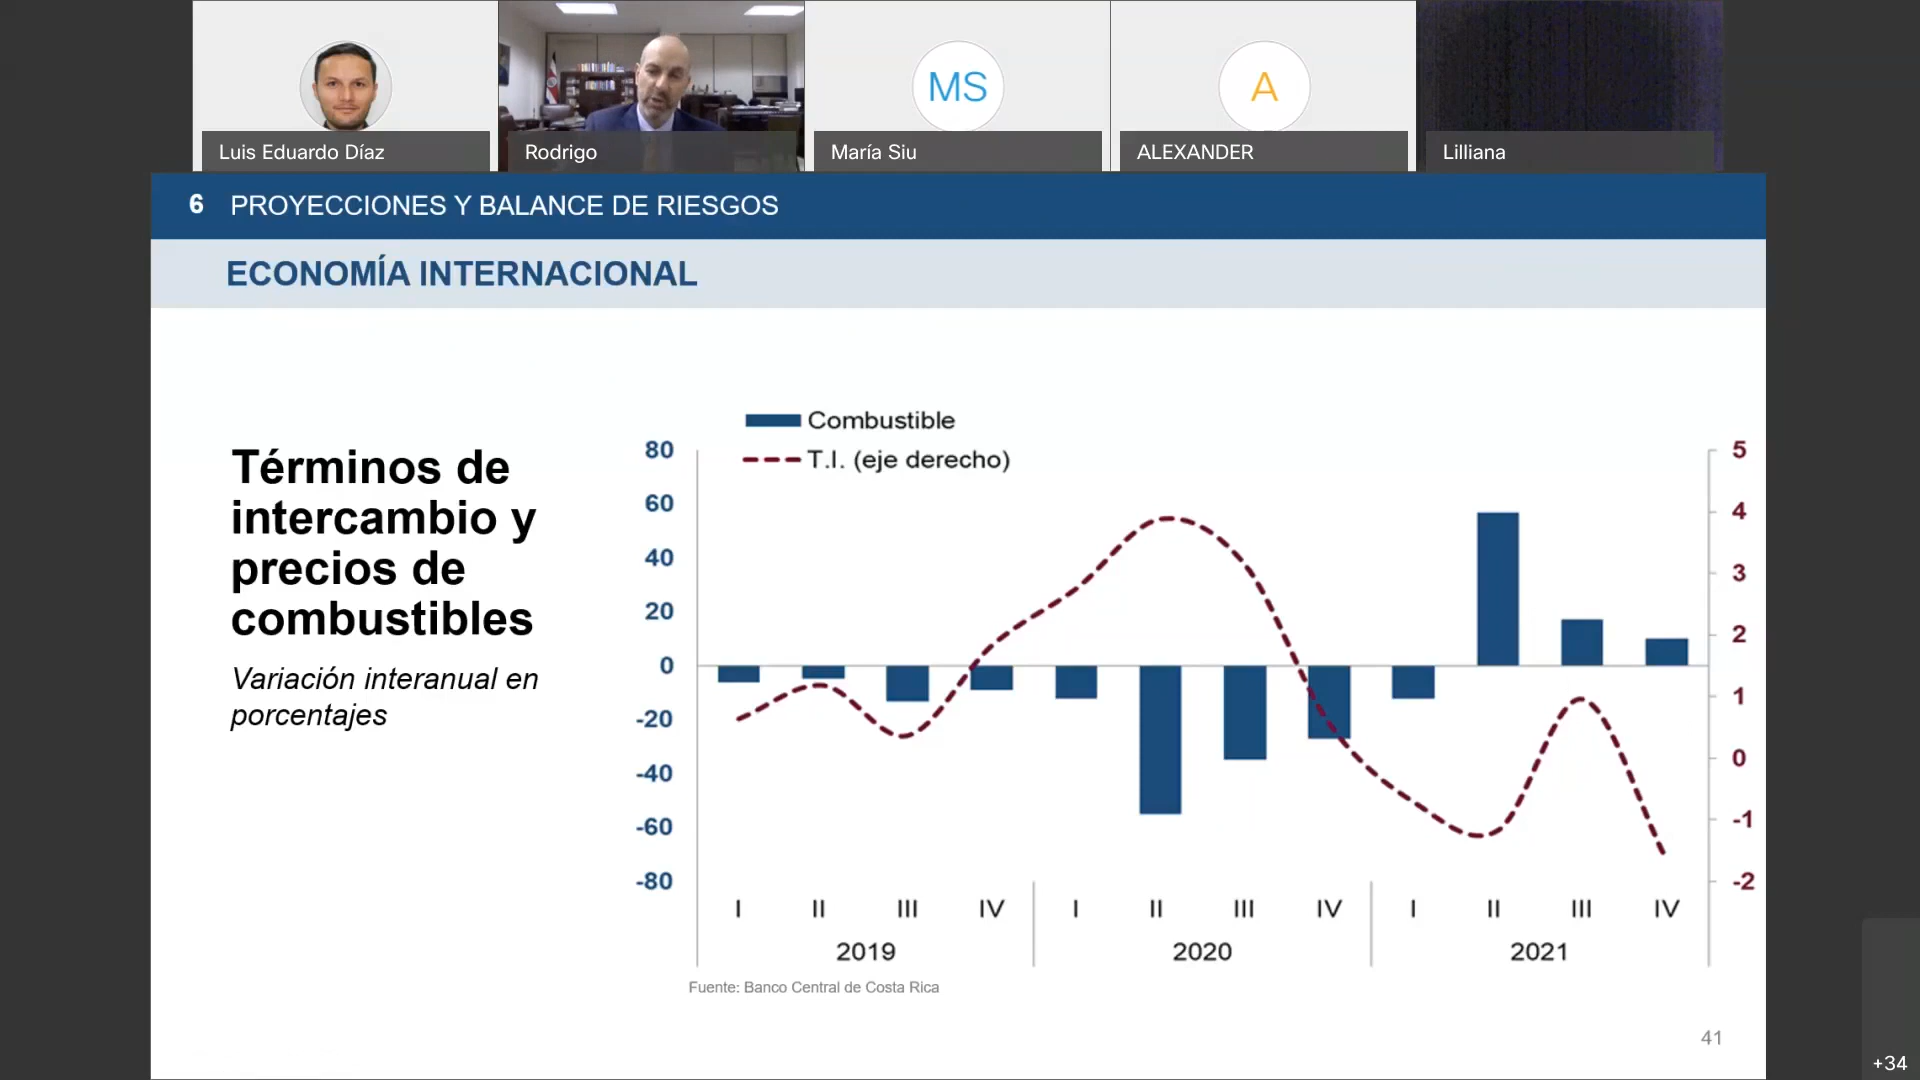 MS
A
Luis Eduardo Díaz
Rodrigo
María Siu
ALEXANDER
Lilliana
6 PROYECCIONES Y BALANCE DE RIESGOS
ECONOMÍA INTERNACIONAL
Términos de
intercambio y
precios de
combustibles
Variación interanual en
porcentajes
Combustible
T.I. (eje derecho)
80
60
40
20
0
-20
-40
-60
-80
5
4
3
2
1
0
-1
-2
I II III IV I II III IV I II III IV
2019 2020 2021
Fuente: Banco Central de Costa Rica
41
+34